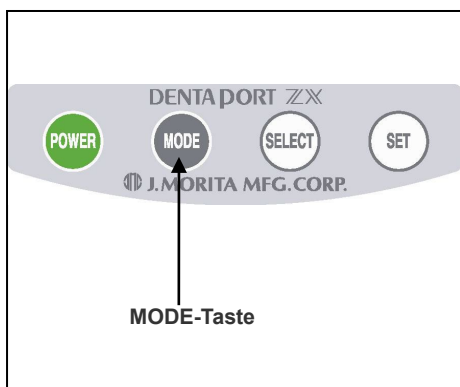 DENTA PORT ZX
POWER MODE SELECT SET
J.MORITA MFG.CORP.
MODE-Taste